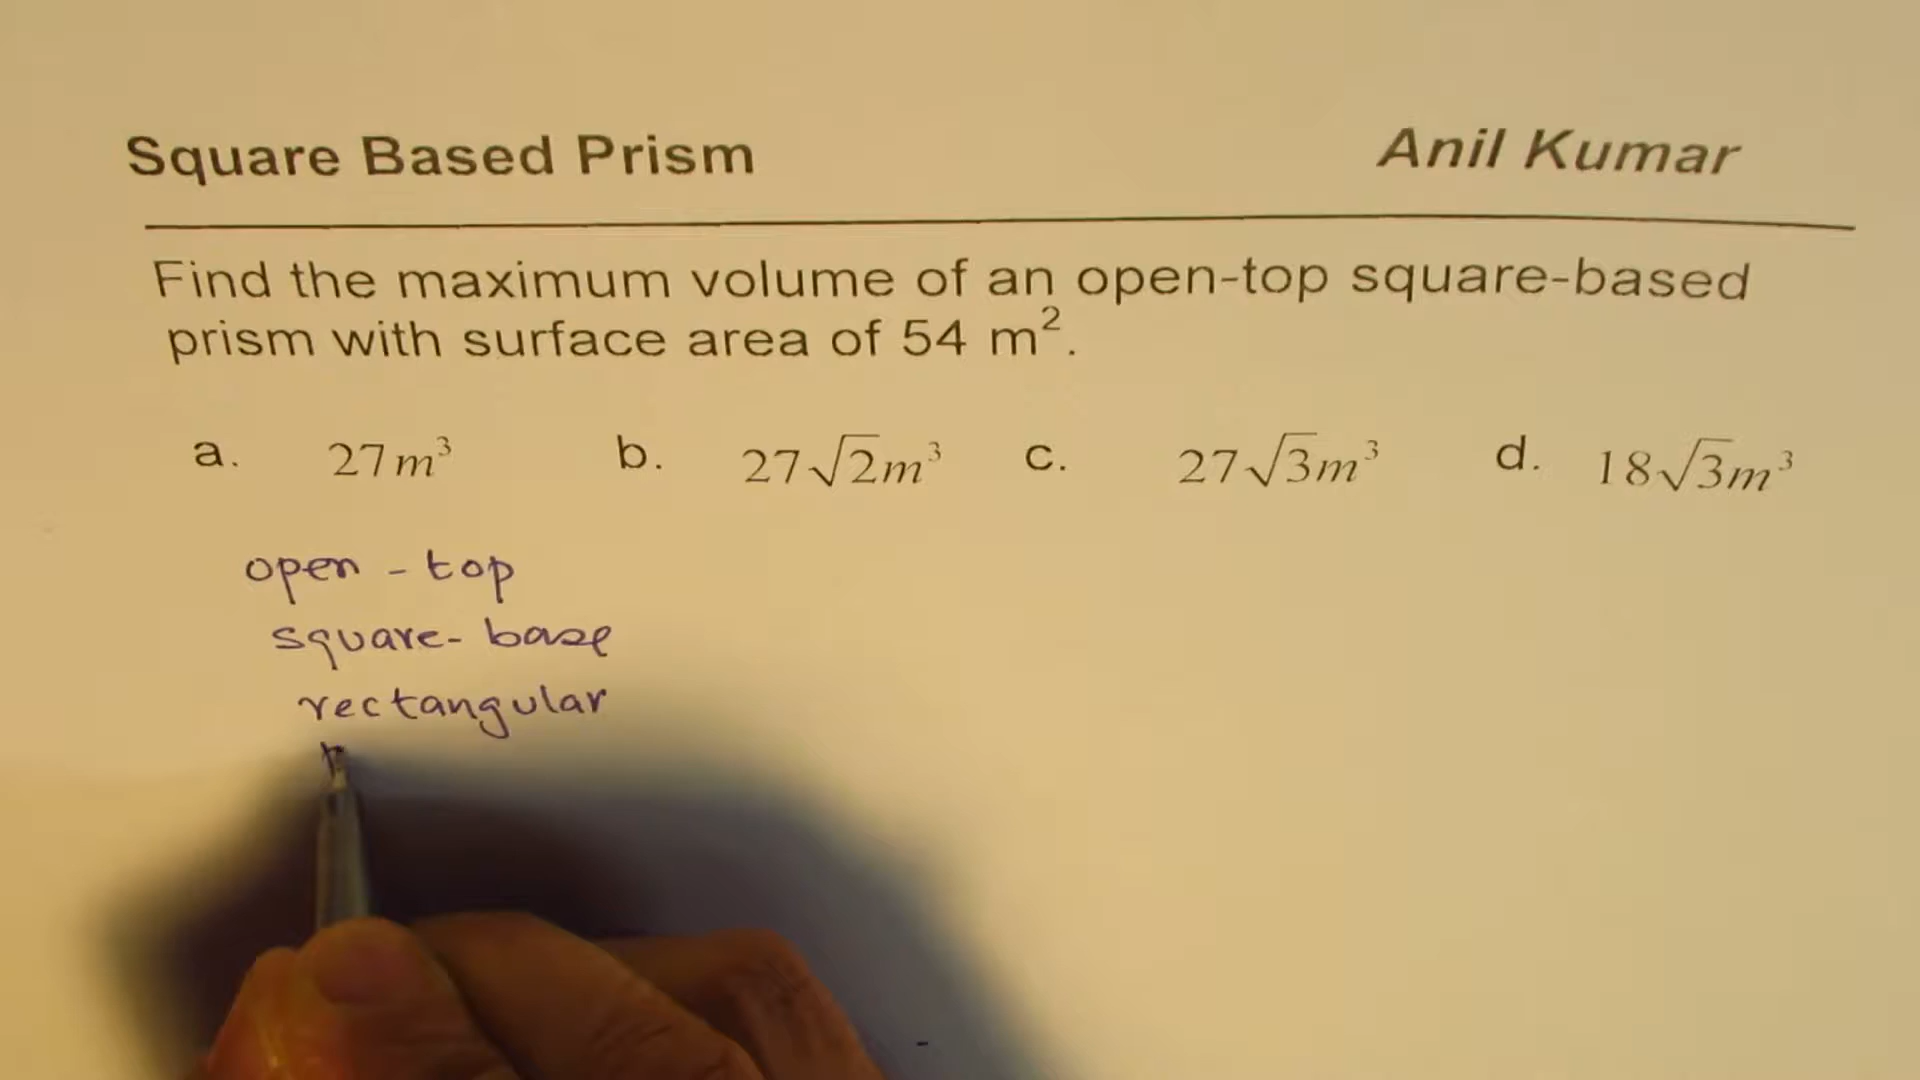 Square Based Prism
Anil Kumar
Find the maximum volume of an open-top square-based
prism with surface area of 54 m².
a. 27m³ b. 27√2m³ c. 27√3m³ d. 18√3m³
open - top
square- base
rectangular